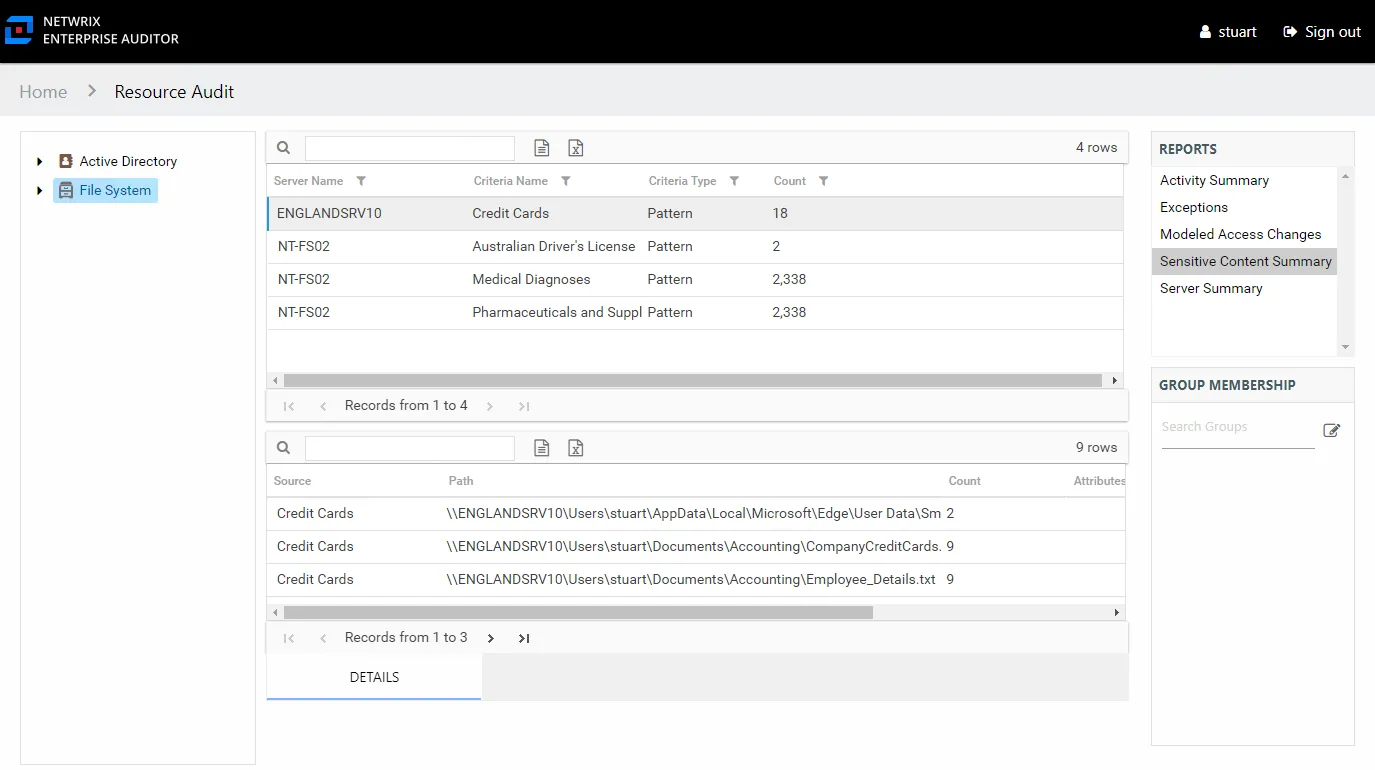 NETWRIX
ENTERPRISE AUDITOR
stuart
Sign out
Home > Resource Audit
Active Directory
File System
4 rows
Server Name Criteria Name Criteria Type Count
ENGLANDSRV10 Credit Cards Pattern 18
NT-FS02 Australian Driver's License Pattern 2
NT-FS02 Medical Diagnoses Pattern 2,338
NT-FS02 Pharmaceuticals and Suppl Pattern 2,338
Records from 1 to 4
9 rows
Source Path Count Attributes
Credit Cards \\ENGLANDSRV10\Users\stuart\AppData\Local\Microsoft\Edge\User Data\Sm 2
Credit Cards \\ENGLANDSRV10\Users\stuart\Documents\Accounting\CompanyCreditCards. 9
Credit Cards \\ENGLANDSRV10\Users\stuart\Documents\Accounting\Employee_Details.txt 9
Records from 1 to 3
DETAILS
REPORTS
Activity Summary
Exceptions
Modeled Access Changes
Sensitive Content Summary
Server Summary
GROUP MEMBERSHIP
Search Groups